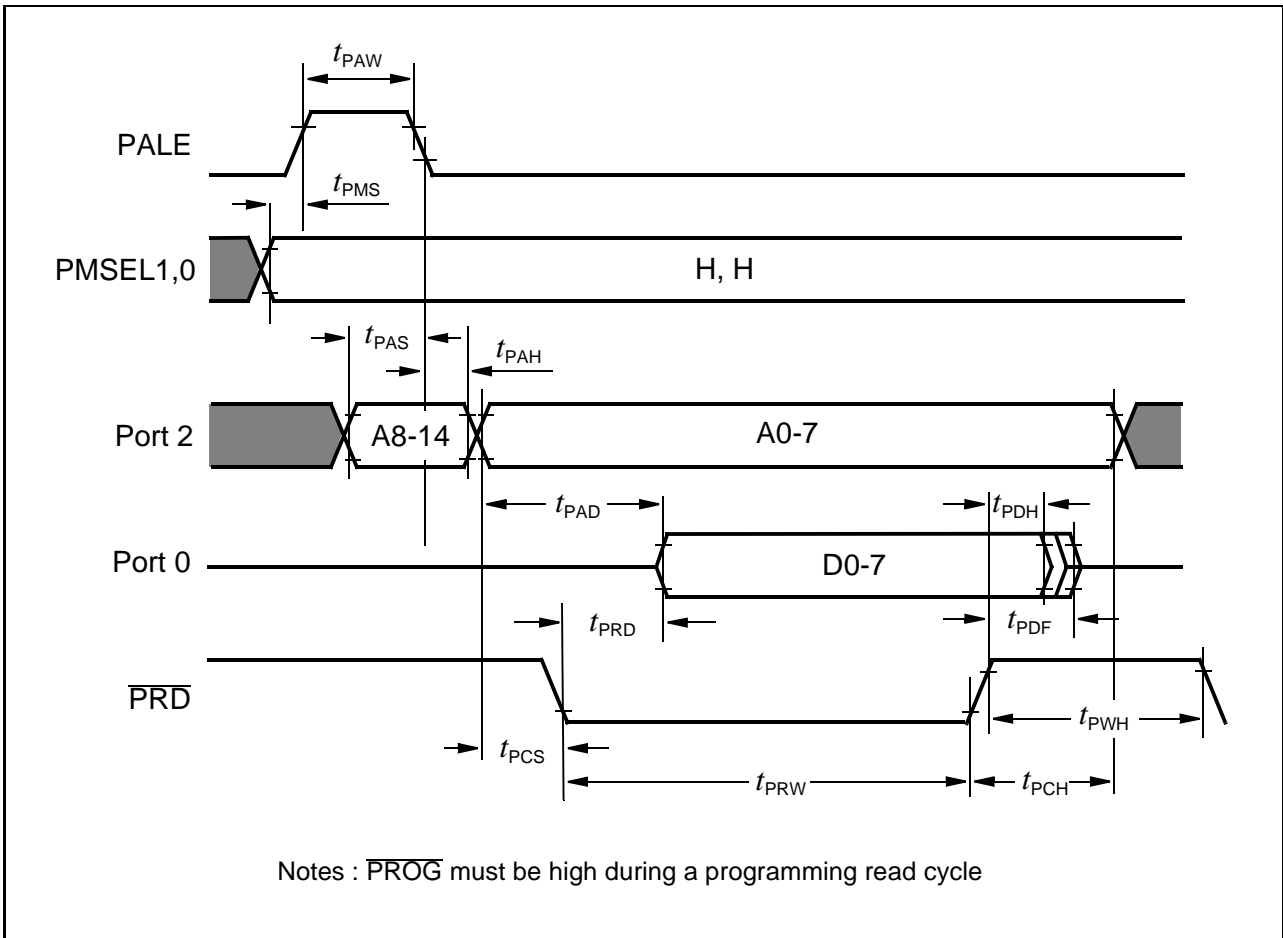 tPAW
PALE
tPMS
PMSEL1,0
H, H
tPAS
tPAH
Port 2
A8-14
A0-7
tPAD
tPDH
Port 0
D0-7
tPRD
tPDF
PRD
tPWH
tPCS
tPRW
tPCH
Notes : PROG must be high during a programming read cycle